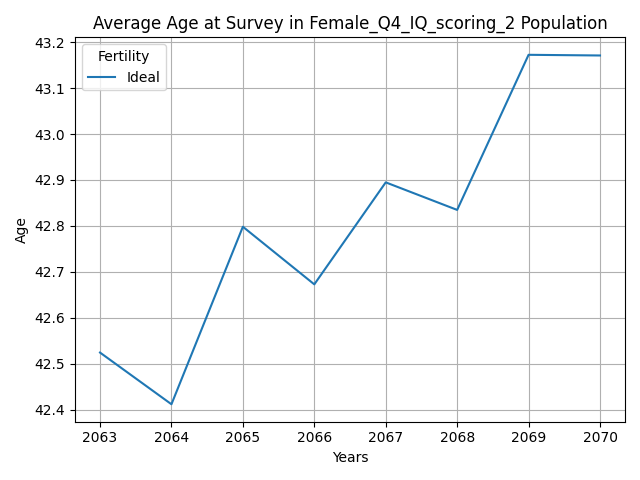 Average Age at Survey in Female_Q4_IQ_scoring_2 Population
43.2
43.1
43.0
42.9
42.8
42.7
42.6
42.5
42.4
Age
Fertility
Ideal
2063 2064 2065 2066 2067 2068 2069 2070
Years